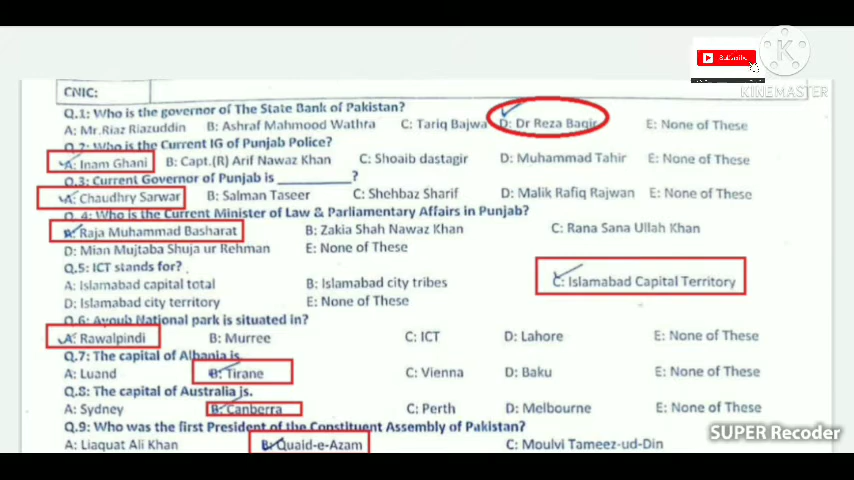 Subscribe
K
KINEMASTER
CNIC:
Q.1: Who is the governor of The State Bank of Pakistan?
A: Mr.Riaz Riazuddin B: Ashraf Mahmood Wathra C: Tariq Bajwa D: Dr Reza Baqir E: None of These
Q.2: Who is the Current IG of Punjab Police?
A: Inam Ghani B: Capt.(R) Arif Nawaz Khan C: Shoaib dastagir D: Muhammad Tahir E: None of These
Q.3: Current Governor of Punjab is __________?
A: Chaudhry Sarwar B: Salman Taseer C: Shehbaz Sharif D: Malik Rafiq Rajwan E: None of These
Q.4: Who is the Current Minister of Law & Parliamentary Affairs in Punjab?
A: Raja Muhammad Basharat B: Zakia Shah Nawaz Khan C: Rana Sana Ullah Khan
D: Mian Mujtaba Shuja ur Rehman E: None of These
Q.5: ICT stands for?
A: Islamabad capital total B: Islamabad city tribes C: Islamabad Capital Territory
D: Islamabad city territory E: None of These
Q.6: Ayoub National park is situated in?
A: Rawalpindi B: Murree C: ICT D: Lahore E: None of These
Q.7: The capital of Albania is.
A: Luand B: Tirane C: Vienna D: Baku E: None of These
Q.8: The capital of Australia is.
A: Sydney B: Canberra C: Perth D: Melbourne E: None of These
Q.9: Who was the first President of the Constituent Assembly of Pakistan?
A: Liaquat Ali Khan B: Quaid-e-Azam C: Moulvi Tameez-ud-Din
SUPER Recorder